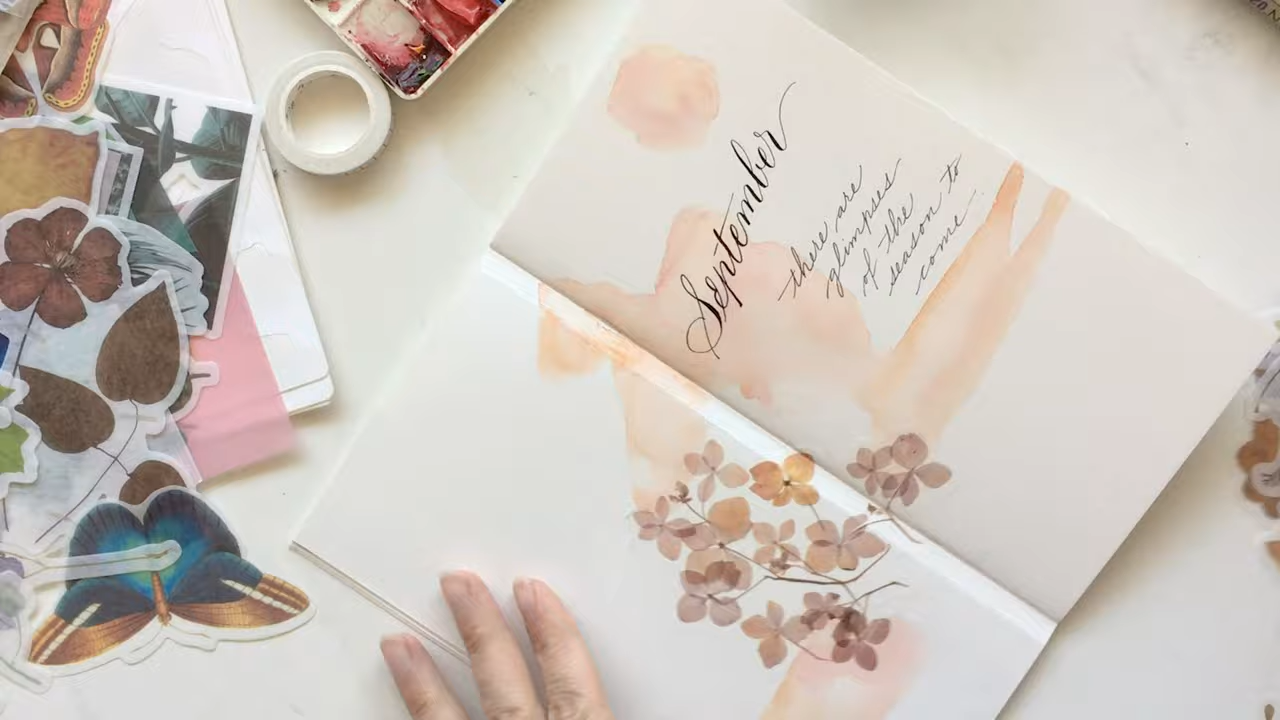 September
there are
glimpses
of the
season to
come.